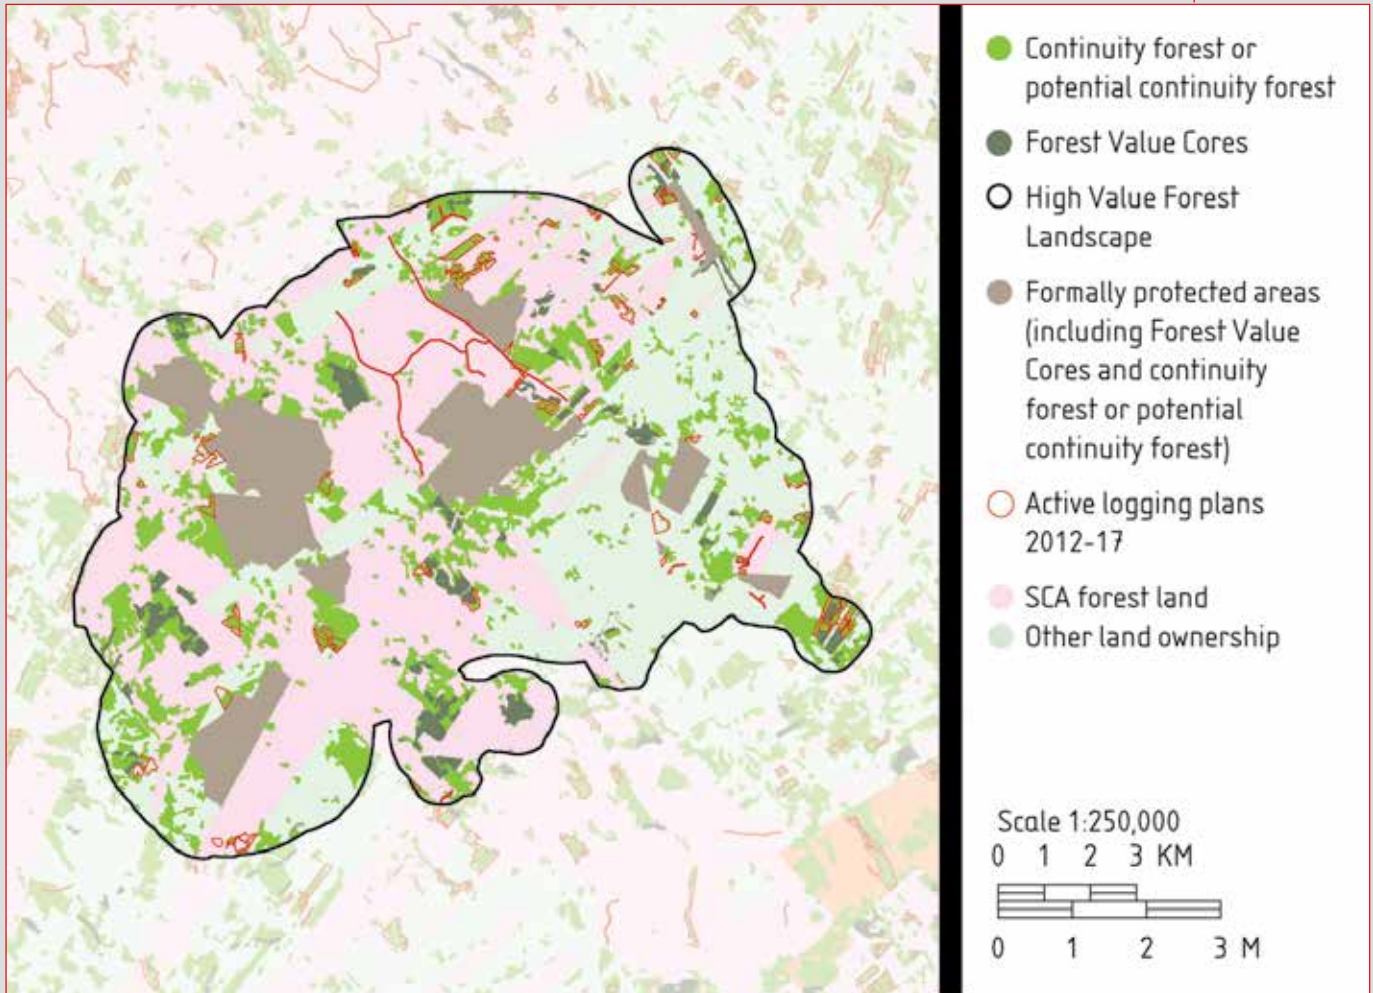 Continuity forest or
potential continuity forest
Forest Value Cores
High Value Forest
Landscape
Formally protected areas
(including Forest Value
Cores and continuity
forest or potential
continuity forest)
Active logging plans
2012-17
SCA forest land
Other land ownership
Scale 1:250,000
0 1 2 3 KM
0 1 2 3 M